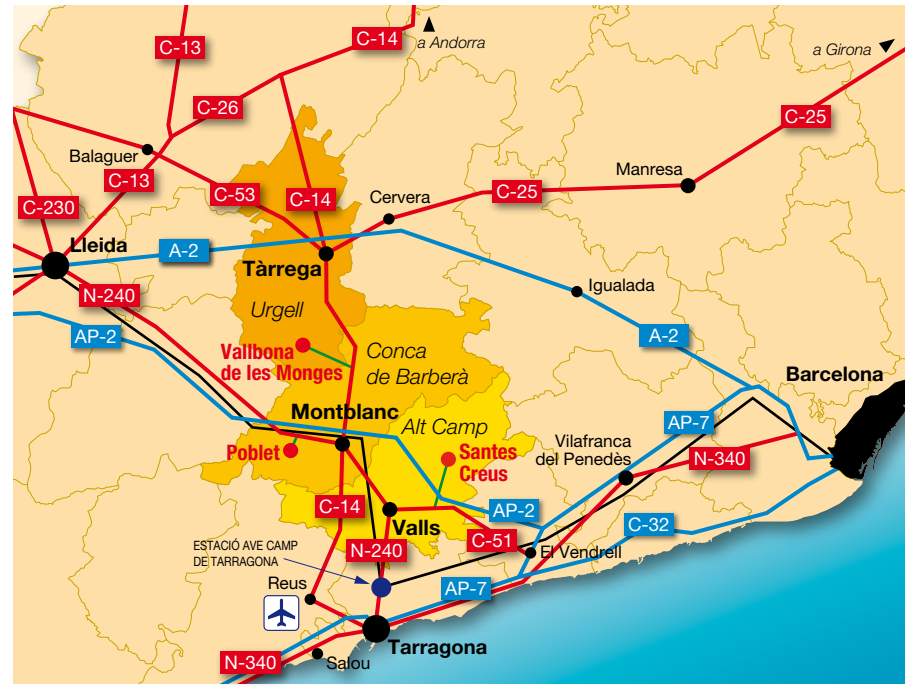 C-13
C-14
a Andorra
a Girona
C-26
C-25
Balaguer
C-13
Manresa
C-53
C-14
C-25
Cervera
C-230
Lleida
A-2
Tàrrega
Igualada
N-240
Urgell
A-2
AP-2
Vallbona
de les Monges
Conca
de Barberà
Barcelona
Montblanc
Alt Camp
AP-7
Vilafranca
del Penedès
Poblet
Santes
Creus
N-340
C-14
AP-2
Valls
C-32
C-51
ESTACIÓ AVE CAMP
DE TARRAGONA
N-240
El Vendrell
Reus
AP-7
Tarragona
N-340
Salou